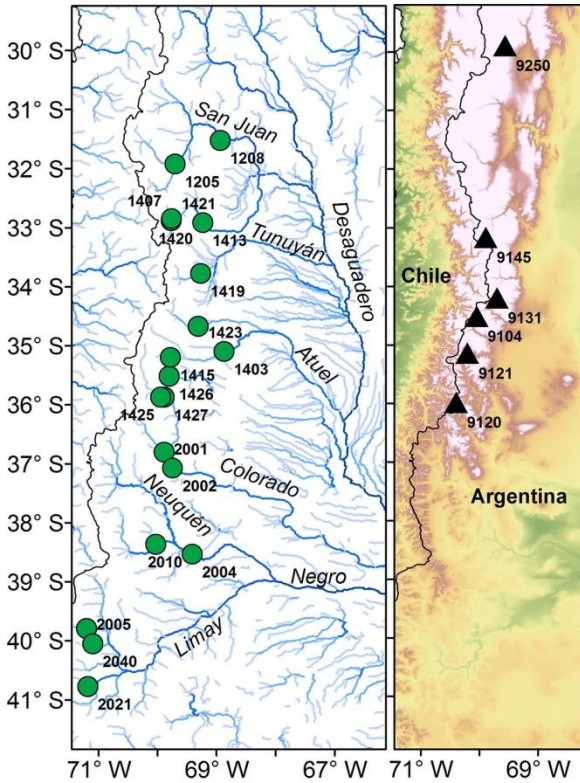 30° S
31° S
32° S
33° S
34° S
35° S
36° S
37° S
38° S
39° S
40° S
41° S
San Juan
1208
1205
1407
1421
1420
1413
Tunuyán
Desaguadero
1419
1423
1403
Atuel
1415
1426
1425
1427
2001
2002
Colorado
Neuquén
2010
2004
Negro
2005
2040
Limay
2021
71° W
69° W
67° W
9250
9145
Chile
9131
9104
9121
9120
Argentina
71° W
69° W